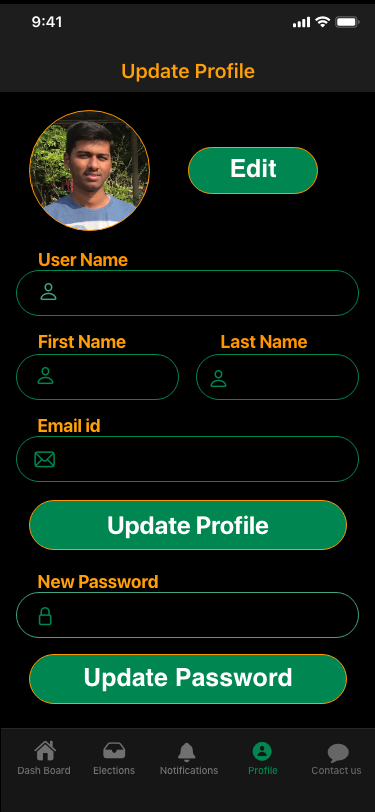 9:41
Update Profile
Edit
User Name
First Name Last Name
Email id
Update Profile
New Password
Update Password
Dash Board Elections Notifications Profile Contact us